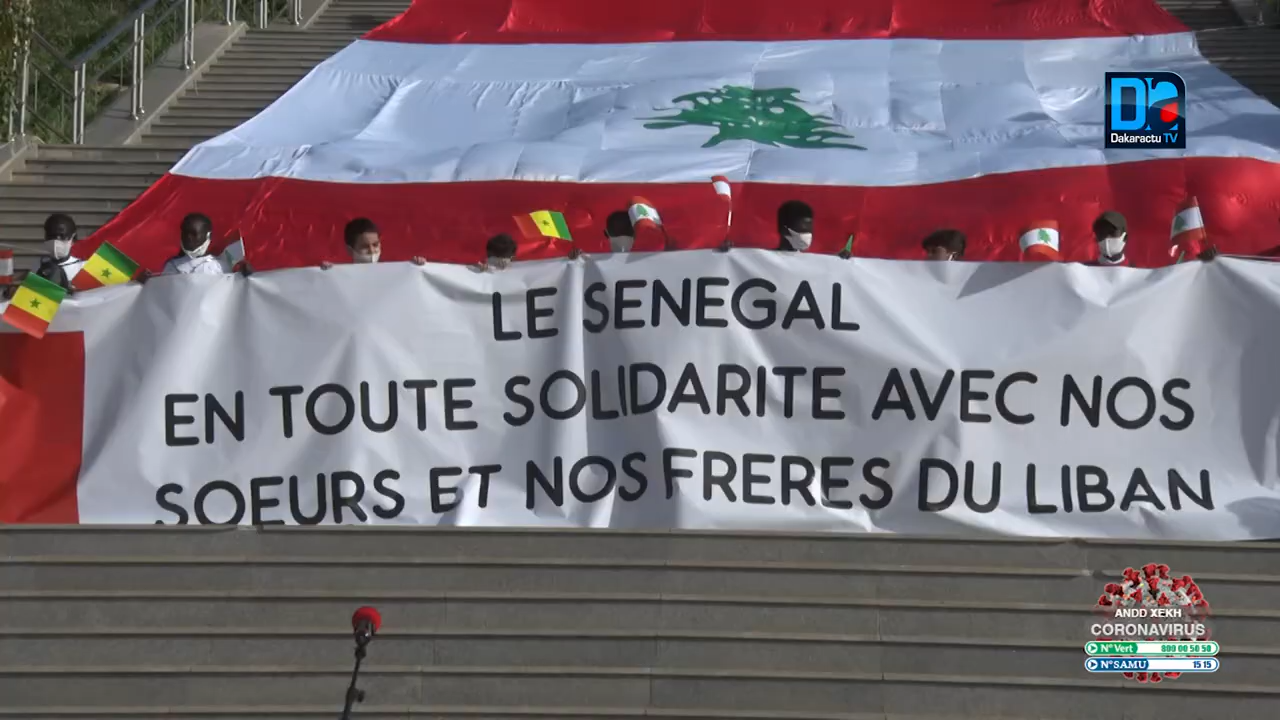 Dakaractu TV
LE SENEGAL
EN TOUTE SOLIDARITE AVEC NOS
SOEURS ET NOS FRERES DU LIBAN
ANDD XEKH
CORONAVIRUS
N° Vert 800 00 50 50
N° SAMU 15 15